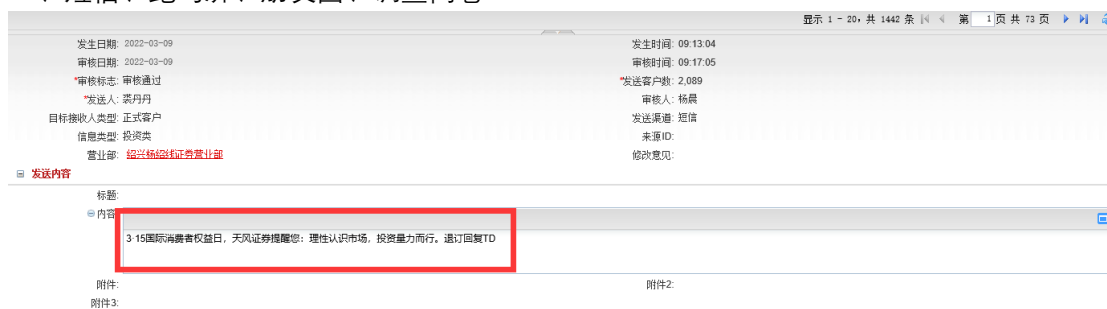 显示 1 - 20，共 1442 条 第 1 页 共 73 页
发生日期: 2022-03-09 发生时间: 09:13:04
审核日期: 2022-03-09 审核时间: 09:17:05
*审核标志: 审核通过 *发送客户数: 2,089
*发送人: 裘丹丹 审核人: 杨晨
目标接收人类型: 正式客户 发送渠道: 短信
信息类型: 投资类 来源ID:
营业部: 绍兴杨绍线证券营业部 修改意见:
发送内容
标题:
内容
3·15国际消费者权益日，天风证券提醒您：理性认识市场，投资量力而行。退订回复TD
附件: 附件2:
附件3: